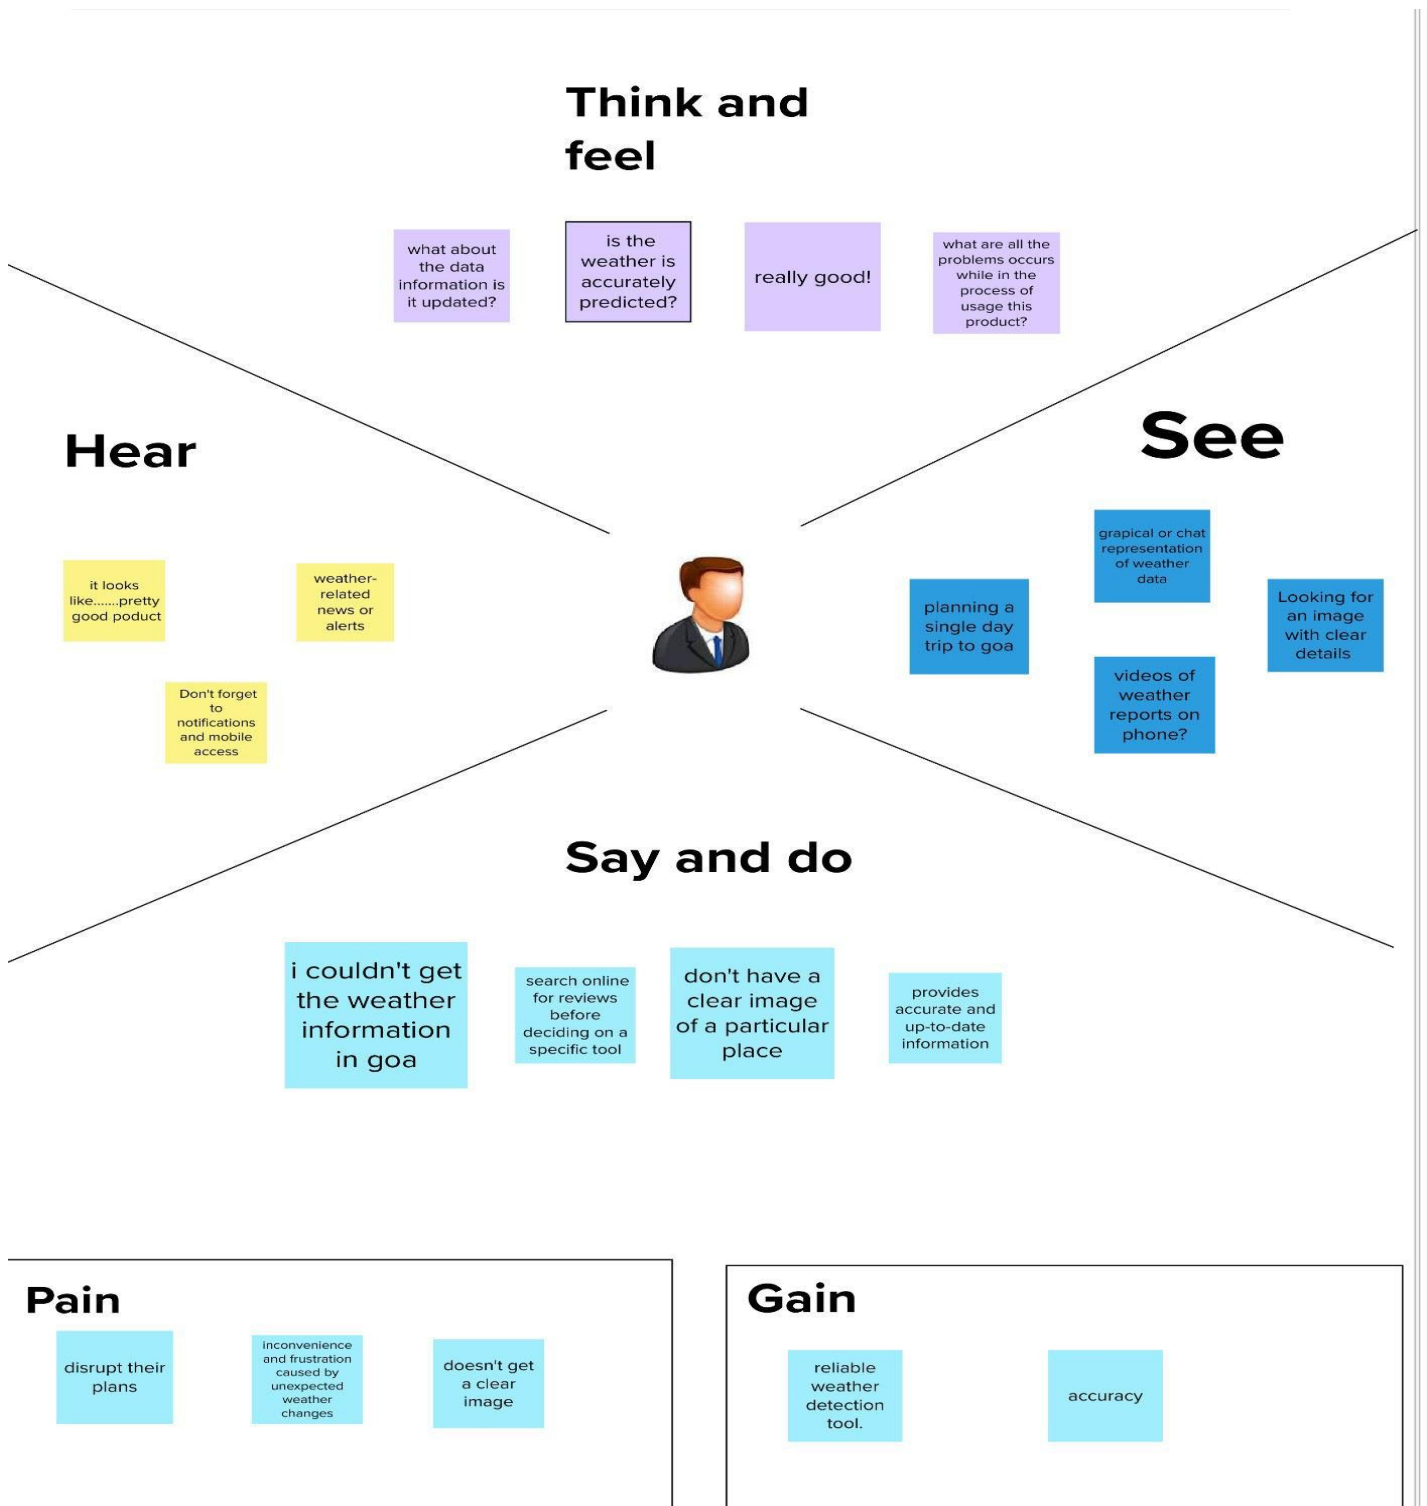 Think and
feel
what about
the data
information is
it updated?
is the
weather is
accurately
predicted?
really good!
what are all the
problems occurs
while in the
process of
usage this
product?
Hear
it looks
like.......pretty
good poduct
weather-
related
news or
alerts
Don't forget
to
notifications
and mobile
access
See
grapical or chat
representation
of weather
data
planning a
single day
trip to goa
Looking for
an image
with clear
details
videos of
weather
reports on
phone?
Say and do
i couldn't get
the weather
information
in goa
search online
for reviews
before
deciding on a
specific tool
don't have a
clear image
of a particular
place
provides
accurate and
up-to-date
information
Pain
disrupt their
plans
inconvenience
and frustration
caused by
unexpected
weather
changes
doesn't get
a clear
image
Gain
reliable
weather
detection
tool.
accuracy